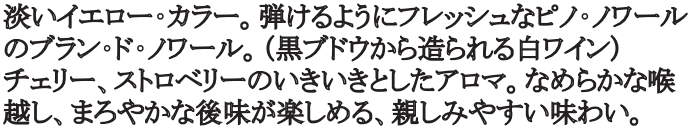 淡いイエロー・カラー。弾けるようにフレッシュなピノ・ノワール
のブラン・ド・ノワール。（黒ブドウから造られる白ワイン）
チェリー、ストロベリーのいきいきとしたアロマ。なめらかな喉
越し、まろやかな後味が楽しめる、親しみやすい味わい。